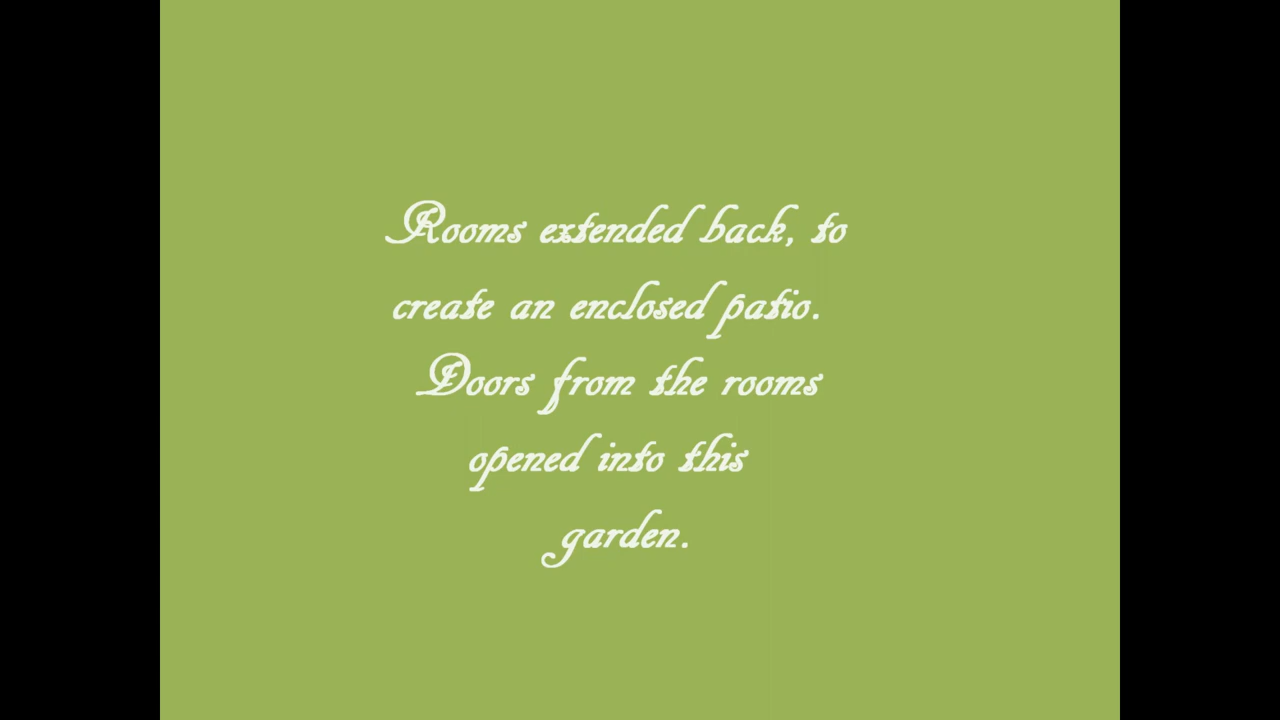 Rooms extended back, to
create an enclosed patio.
Doors from the rooms
opened into this
garden.